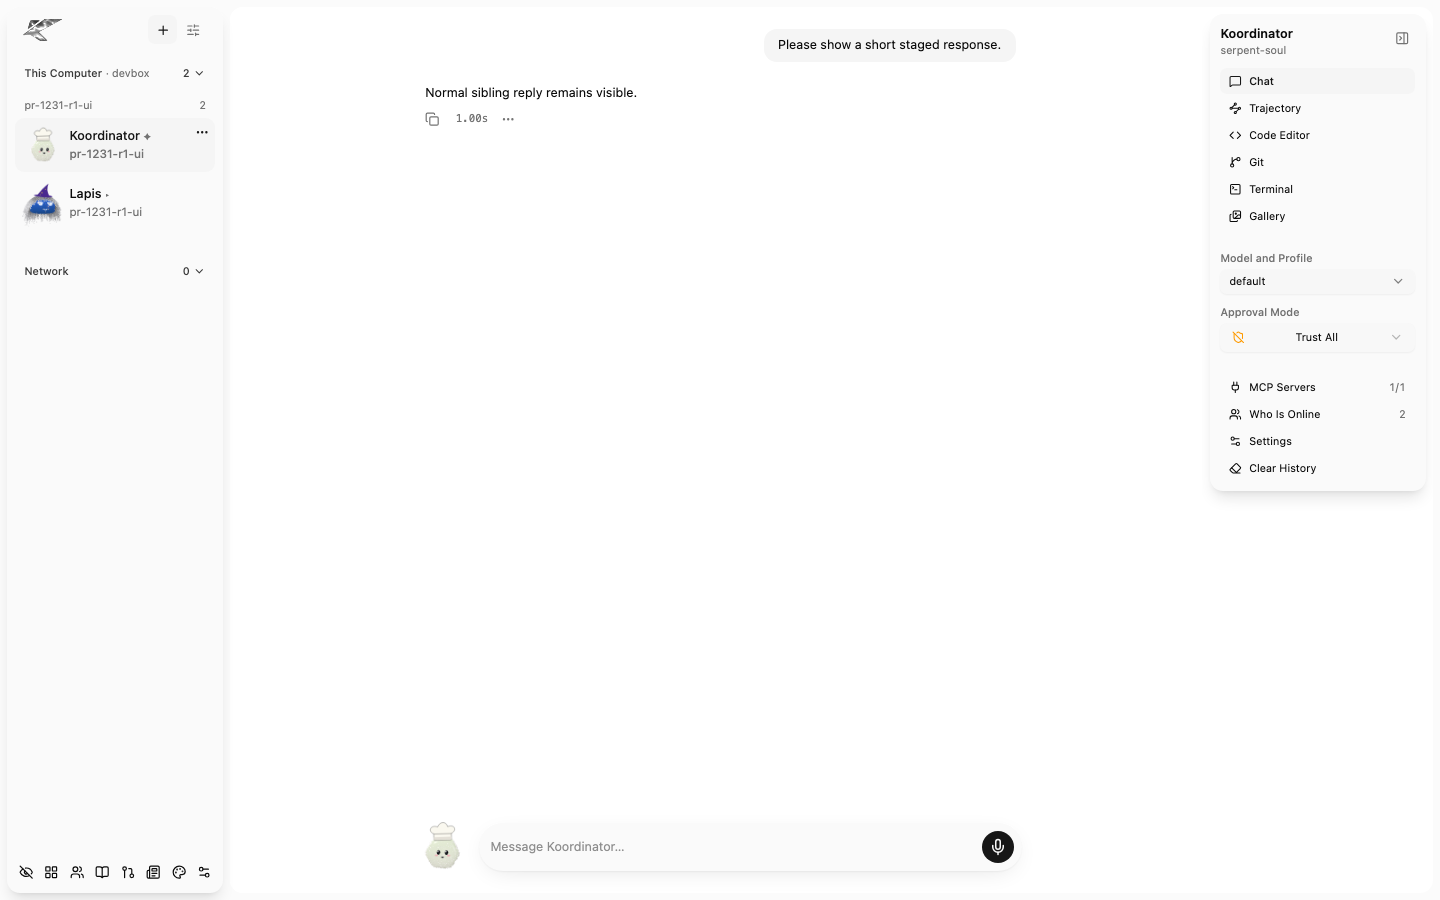 This Computer · devbox 2
pr-1231-r1-ui 2
Koordinator
pr-1231-r1-ui
Lapis
pr-1231-r1-ui
Network 0
Please show a short staged response.
Normal sibling reply remains visible.
1.00s
Message Koordinator...
Koordinator
serpent-soul
Chat
Trajectory
Code Editor
Git
Terminal
Gallery
Model and Profile
default
Approval Mode
Trust All
MCP Servers 1/1
Who Is Online 2
Settings
Clear History